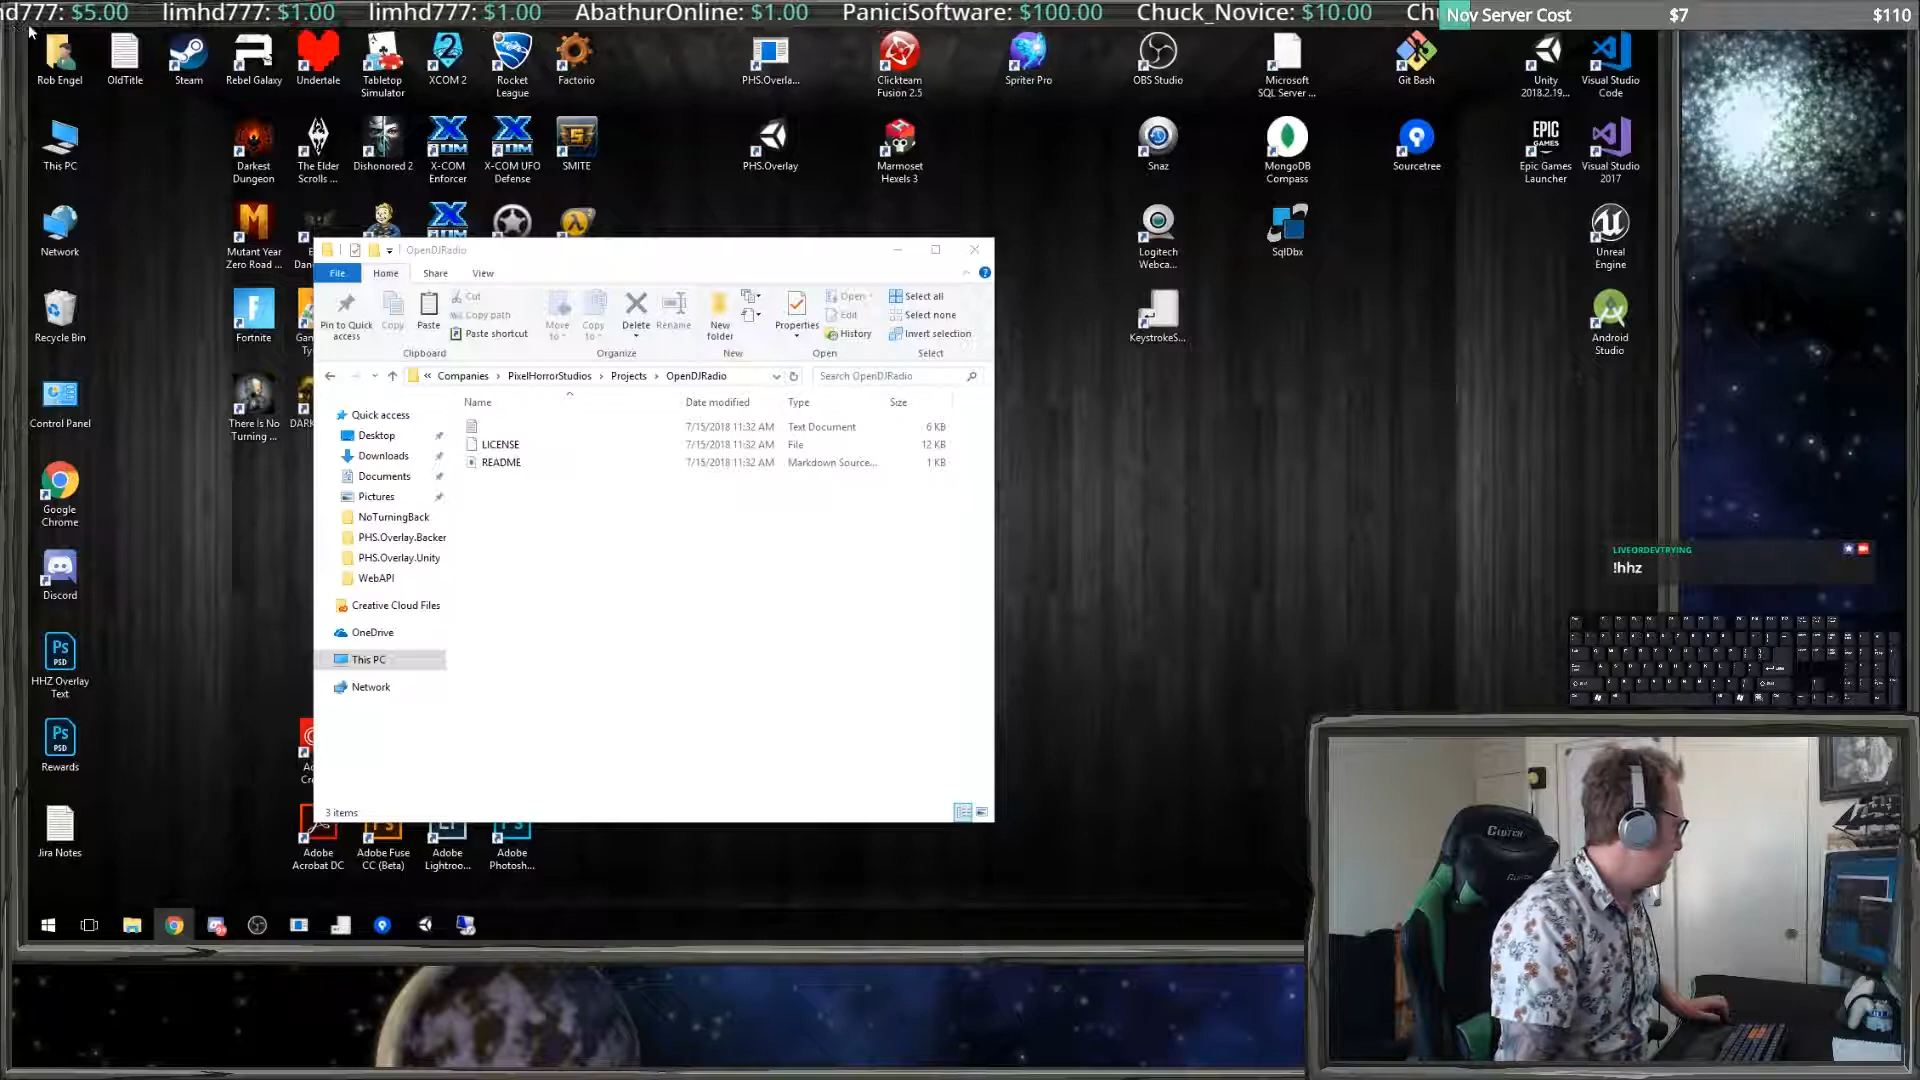 d777: $5.00 limhd777: $1.00 limhd777: $1.00 AbathurOnline: $1.00 PaniciSoftware: $100.00 Chuck_Novice: $10.00 Chu
Nov Server Cost $7 $110
Rob Engel
OldTitle
Steam
Rebel Galaxy
Undertale
Tabletop Simulator
XCOM 2
Rocket League
Factorio
PHS.Overla...
Clickteam Fusion 2.5
Spriter Pro
OBS Studio
Microsoft SQL Server ...
Git Bash
Unity 2018.2.19...
Visual Studio Code
This PC
Darkest Dungeon
The Elder Scrolls ...
Dishonored 2
X-COM Enforcer
X-COM UFO Defense
SMITE
PHS.Overlay
Marmoset Hexels 3
Snaz
MongoDB Compass
Sourcetree
EPIC GAMES
Epic Games Launcher
Visual Studio 2017
Network
Mutant Year Zero Road ...
Logitech Webca...
SqlDbx
Unreal Engine
OpenDJRadio
File Home Share View
Cut
Copy path
Paste shortcut
Pin to Quick access
Copy
Paste
Move to
Copy to
Delete
Rename
New folder
Properties
Open
Edit
History
Select all
Select none
Invert selection
Clipboard Organize New Open Select
« Companies › PixelHorrorStudios › Projects › OpenDJRadio
Search OpenDJRadio
Name Date modified Type Size
7/15/2018 11:32 AM Text Document 6 KB
LICENSE 7/15/2018 11:32 AM File 12 KB
README 7/15/2018 11:32 AM Markdown Source... 1 KB
Quick access
Desktop
Downloads
Documents
Pictures
NoTurningBack
PHS.Overlay.Backer
PHS.Overlay.Unity
WebAPI
Creative Cloud Files
OneDrive
This PC
Network
3 items
Recycle Bin
Fortnite
KeystrokeS...
Android Studio
Control Panel
There Is No Turning ...
DARK
Google Chrome
Discord
Ps
PSD
HHZ Overlay Text
Ps
PSD
Rewards
Jira Notes
Adobe Acrobat DC
Adobe Fuse CC (Beta)
Adobe Lightroo...
Adobe Photosh...
LIVEORDEVTRYING
!hhz
CLUTCH